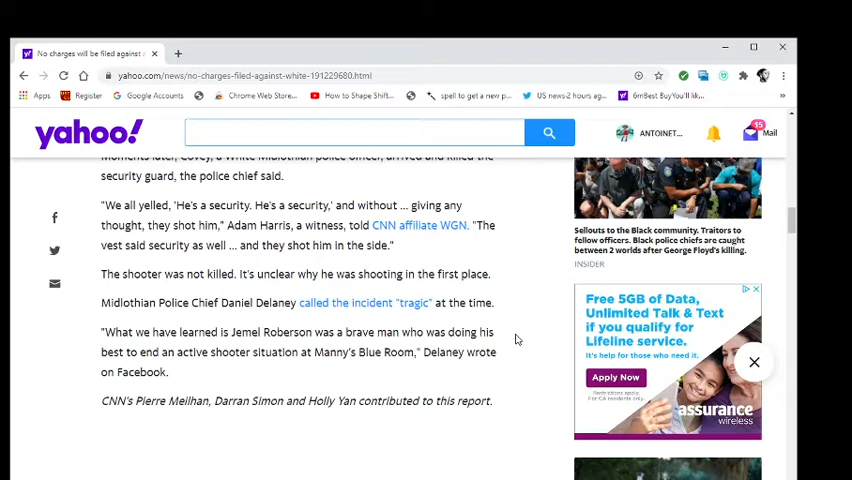 No charges will be filed against a
yahoo.com/news/no-charges-filed-against-white-191229680.html
Apps
Register
Google Accounts
Chrome Web Store...
How to Shape Shift...
spell to get a new p...
US news-2 hours ag...
6mBest BuyYou'll lik...
»
yahoo!
ANTOINET...
15
Mail
Moments later, Covey, a White Midlothian police officer, arrived and killed the
security guard, the police chief said.
"We all yelled, 'He's a security. He's a security,' and without ... giving any
thought, they shot him," Adam Harris, a witness, told CNN affiliate WGN. "The
vest said security as well ... and they shot him in the side."
The shooter was not killed. It's unclear why he was shooting in the first place.
Midlothian Police Chief Daniel Delaney called the incident "tragic" at the time.
"What we have learned is Jemel Roberson was a brave man who was doing his
best to end an active shooter situation at Manny's Blue Room," Delaney wrote
on Facebook.
CNN's Pierre Meilhan, Darran Simon and Holly Yan contributed to this report.
Sellouts to the Black community. Traitors to
fellow officers. Black police chiefs are caught
between 2 worlds after George Floyd's killing.
INSIDER
Free 5GB of Data,
Unlimited Talk & Text
if you qualify for
Lifeline service.
It's help for those who need it.
Apply Now
Restrictions apply.
For CA residents only.
assurance
wireless